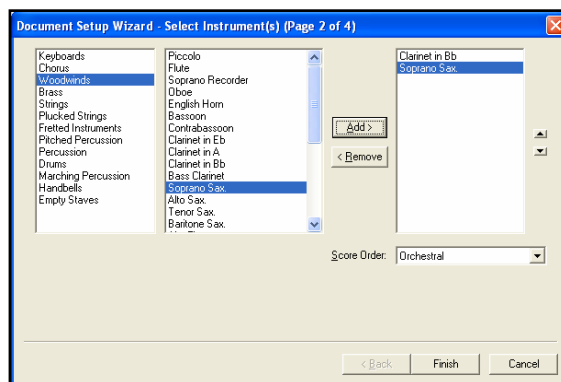 Document Setup Wizard - Select Instrument(s) (Page 2 of 4)
Keyboards
Chorus
Woodwinds
Brass
Strings
Plucked Strings
Fretted Instruments
Pitched Percussion
Percussion
Drums
Marching Percussion
Handbells
Empty Staves
Piccolo
Flute
Soprano Recorder
Oboe
English Horn
Bassoon
Contrabassoon
Clarinet in Eb
Clarinet in A
Clarinet in Bb
Bass Clarinet
Soprano Sax.
Alto Sax.
Tenor Sax.
Baritone Sax.
Add >
< Remove
Clarinet in Bb
Soprano Sax.
Score Order: Orchestral
< Back Finish Cancel